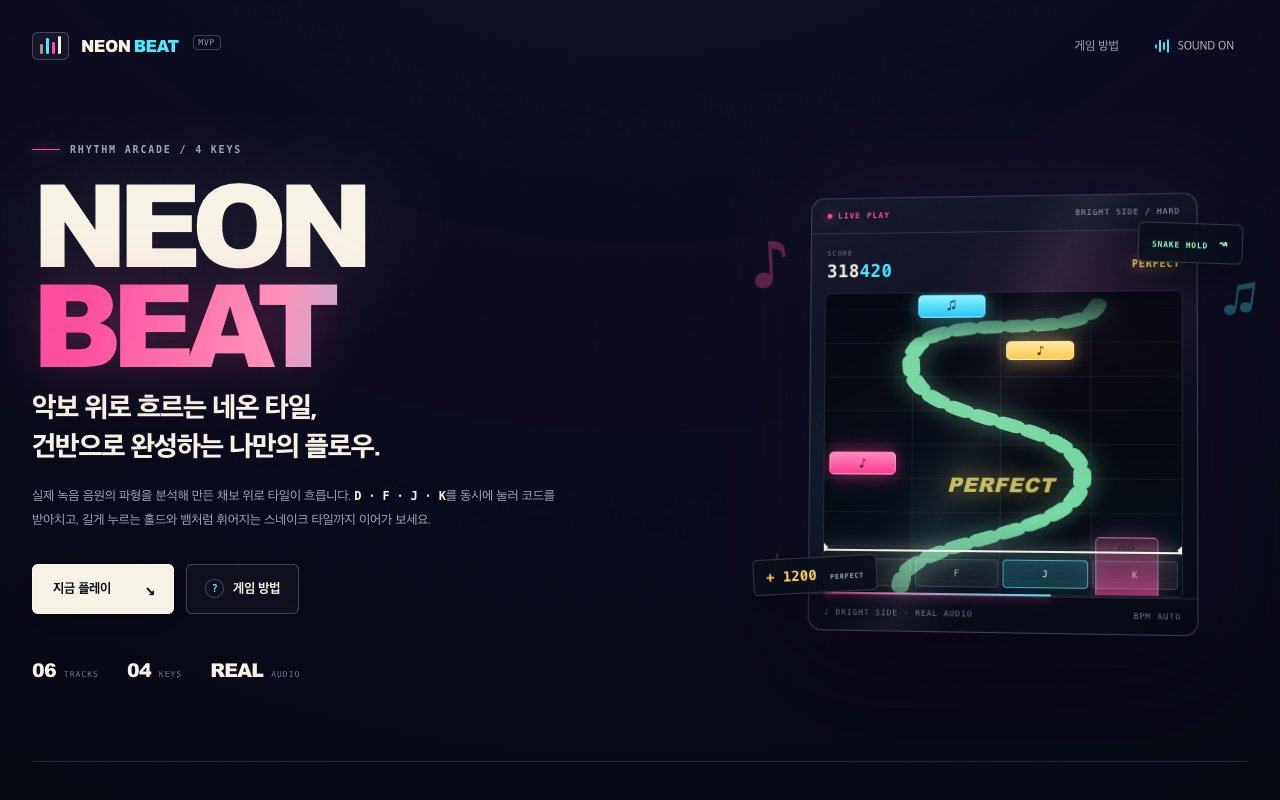 NEON BEAT MVP
게임 방법
SOUND ON
RHYTHM ARCADE / 4 KEYS
NEON
BEAT
악보 위로 흐르는 네온 타일,
건반으로 완성하는 나만의 플로우.
실제 녹음 음원의 파형을 분석해 만든 채보 위로 타일이 흐릅니다. D · F · J · K를 동시에 눌러 코드를
받아치고, 길게 누르는 홀드와 뱀처럼 휘어지는 스네이크 타일까지 이어가 보세요.
지금 플레이 ↘
? 게임 방법
06 TRACKS
04 KEYS
REAL AUDIO
LIVE PLAY
BRIGHT SIDE / HARD
SNAKE HOLD ↝
SCORE
318420
PERFECT
♫
♪
♪
PERFECT
+ 1200 PERFECT
F
J
K
♪ BRIGHT SIDE · REAL AUDIO
BPM AUTO